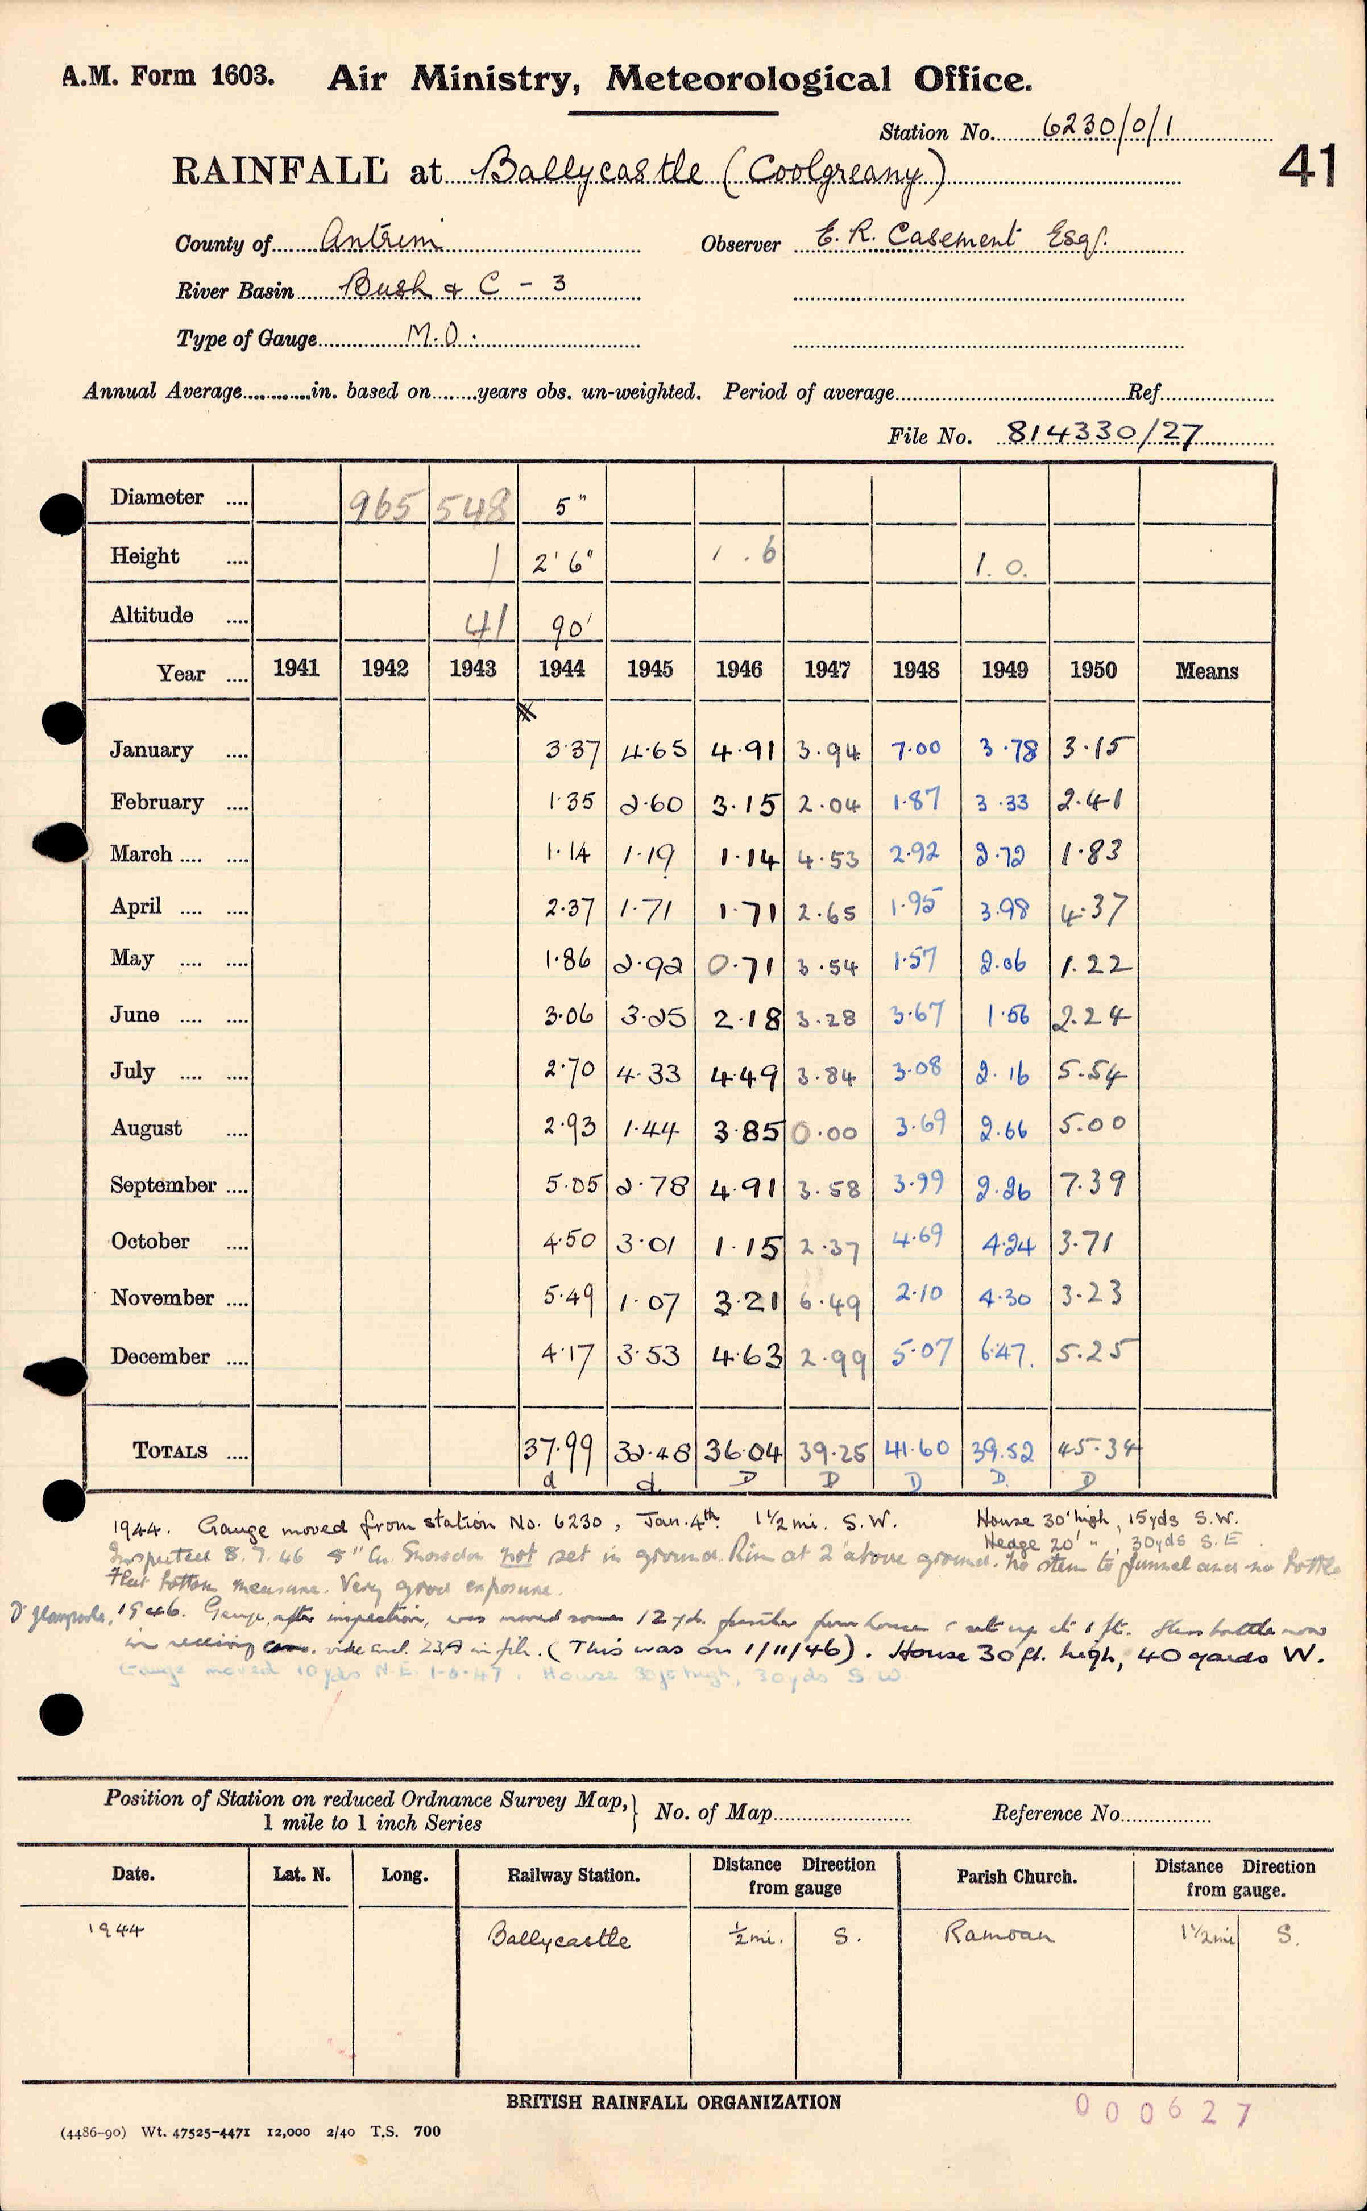 A.M. Form 1603. Air Ministry, Meteorological Office.
Station No. 6230/0/1
41
RAINFALL at Ballycastle (Coolgreany)
County of Antrim Observer E. R. Casement Esq.
River Basin Bush & C - 3
Type of Gauge M.O.
Annual Average in. based on years obs. un-weighted. Period of average Ref.
File No. 814330/27
Diameter 965 548 5"
Height 1 2' 6" 1.6 1.0.
Altitude 41 90'
Year 1941 1942 1943 1944 1945 1946 1947 1948 1949 1950 Means
January 3.37 4.65 4.91 3.94 7.00 3.78 3.15
February 1.35 2.60 3.15 2.04 1.87 3.33 2.41
March 1.14 1.19 1.14 4.53 2.92 2.72 1.83
April 2.37 1.71 1.71 2.65 1.95 3.98 4.37
May 1.86 2.92 0.71 3.54 1.57 2.06 1.22
June 3.06 3.25 2.18 3.28 3.67 1.56 2.24
July 2.70 4.33 4.49 3.84 3.08 2.16 5.54
August 2.93 1.44 3.85 0.00 3.69 2.66 5.00
September 5.05 2.78 4.91 3.58 3.99 2.26 7.39
October 4.50 3.01 1.15 2.37 4.69 4.24 3.71
November 5.49 1.07 3.21 6.49 2.10 4.30 3.23
December 4.17 3.53 4.63 2.99 5.07 6.47. 5.25
TOTALS 37.99 32.48 36.04 39.25 41.60 39.52 45.34
d d. D D D D. D
1944. Gauge moved from station No. 6230, Jan. 4th. 1 1/2 mi. S.W. House 30' high, 15yds S.W.
Hedge 20' ", 30yds S.E.
Inspected 8.7.46 5" Cu. Snowdon not set in ground. Rim at 2' above ground. No stem to funnel and no bottle
Flat bottom measure. Very good exposure.
1946. Gauge, after inspection, was moved some 12 yds. further from house & set up at 1 ft. Glass bottle now
in receiving can. vide encl. 23A in file. (This was on 1/11/46). House 30 ft. high, 40 yards W.
Gauge moved 10 yds N.E. 1-6-47. House 30ft high, 30yds S.W.
Position of Station on reduced Ordnance Survey Map, 1 mile to 1 inch Series No. of Map Reference No.
Date. Lat. N. Long. Railway Station. Distance Direction from gauge Parish Church. Distance Direction from gauge.
1944 Ballycastle 1/2 mi. S. Ramoan 1 1/2 mi S.
BRITISH RAINFALL ORGANIZATION
000627
(4486-90) Wt. 47525-4471 12,000 2/40 T.S. 700